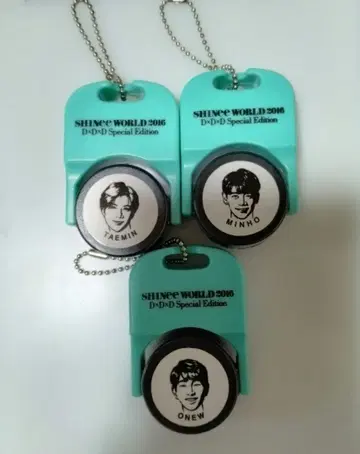 SHINee WORLD 2016
D×D×D Special Edition
TAEMIN
SHINee WORLD 2016
D×D×D Special Edition
MINHO
SHINee WORLD 2016
D×D×D Special Edition
ONEW